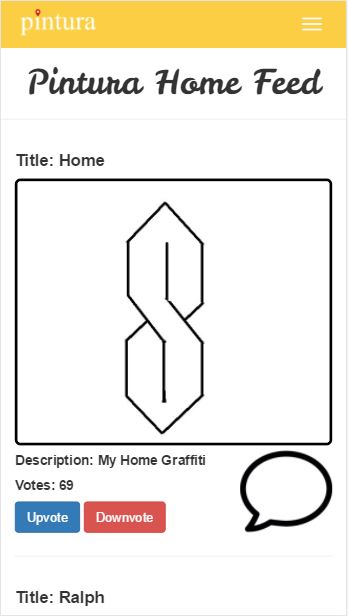 pintura
Pintura Home Feed
Title: Home
Description: My Home Graffiti
Votes: 69
Upvote Downvote
Title: Ralph